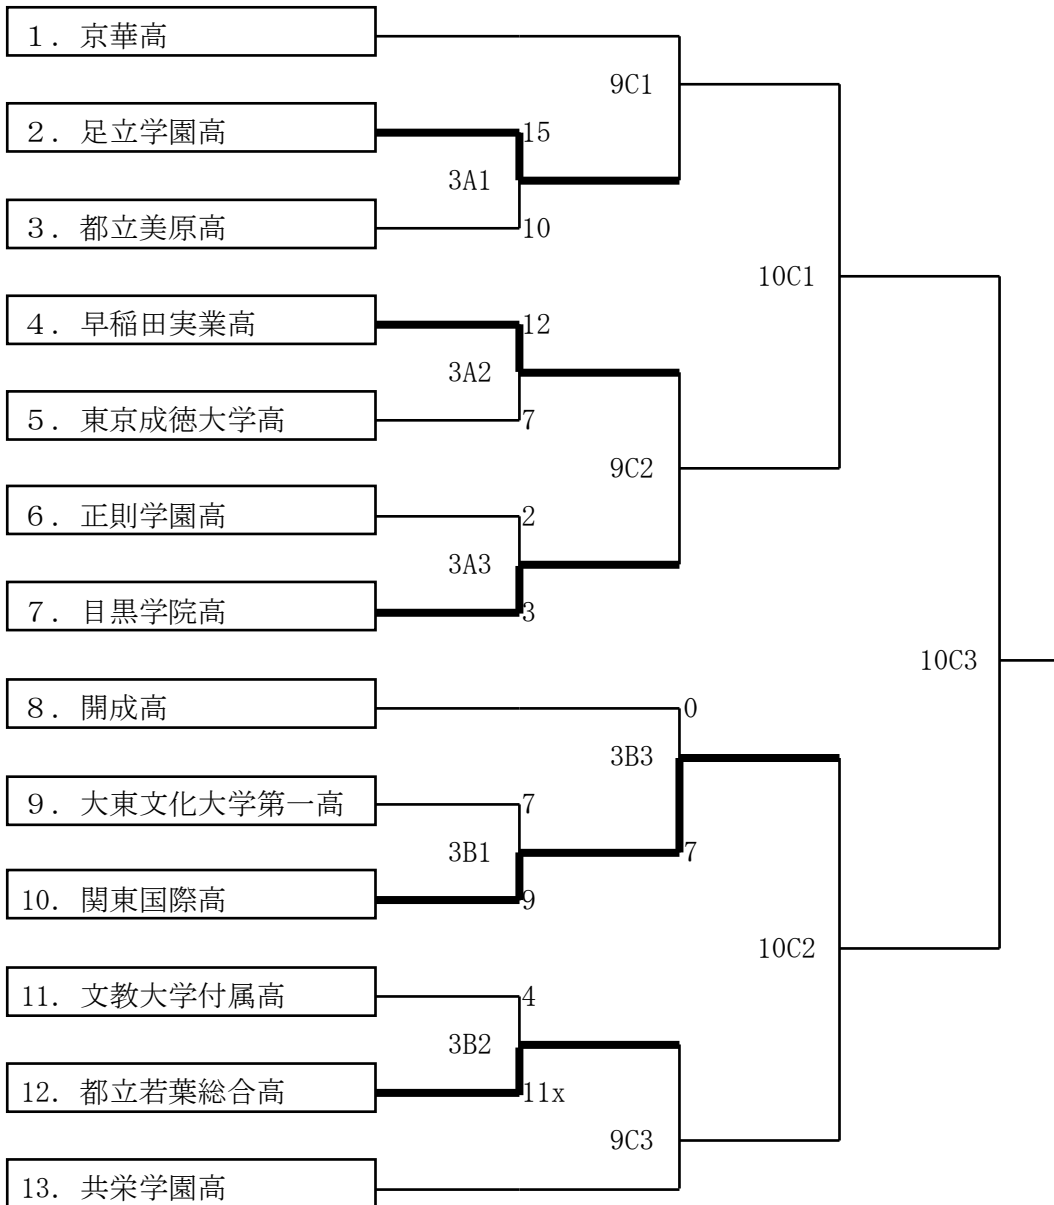 １．京華高
9C1
２．足立学園高
15
3A1
３．都立美原高
10
10C1
４．早稲田実業高
12
3A2
５．東京成徳大学高
7
9C2
６．正則学園高
2
3A3
７．目黒学院高
3
10C3
８．開成高
0
3B3
９．大東文化大学第一高
7
3B1
7
10．関東国際高
9
10C2
11．文教大学付属高
4
3B2
12．都立若葉総合高
11x
9C3
13．共栄学園高